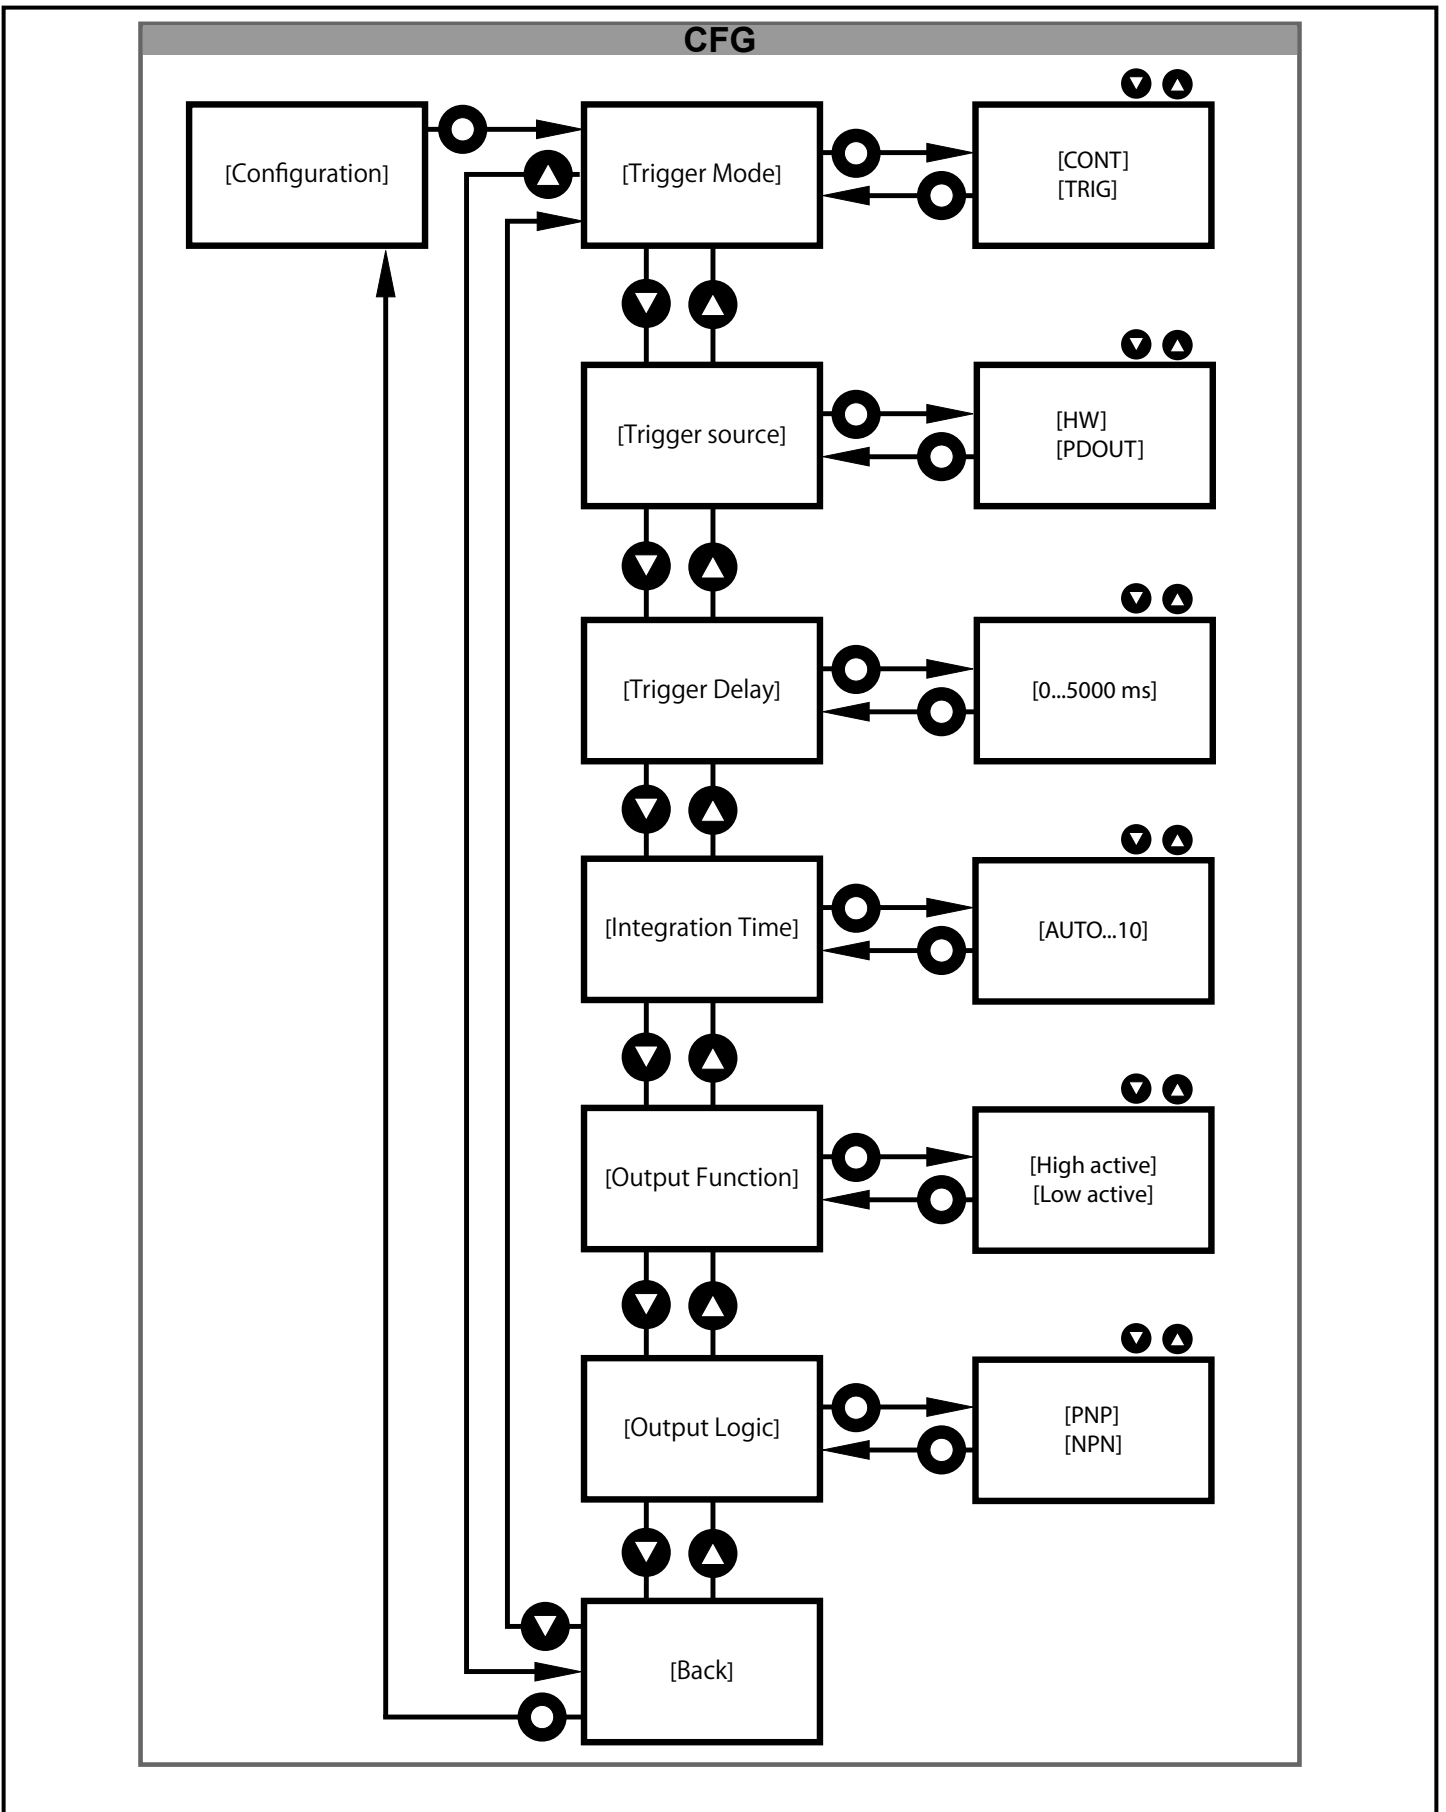 CFG
[Configuration]
[Trigger Mode]
[CONT]
[TRIG]
[Trigger source]
[HW]
[PDOUT]
[Trigger Delay]
[0...5000 ms]
[Integration Time]
[AUTO...10]
[Output Function]
[High active]
[Low active]
[Output Logic]
[PNP]
[NPN]
[Back]